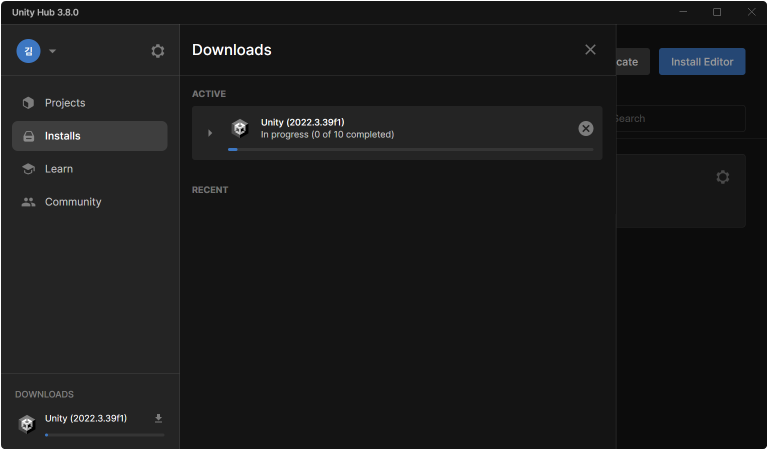 Unity Hub 3.8.0
김
Projects
Installs
Learn
Community
DOWNLOADS
Unity (2022.3.39f1)
Downloads
ACTIVE
Unity (2022.3.39f1)
In progress (0 of 10 completed)
RECENT
cate
Install Editor
Search